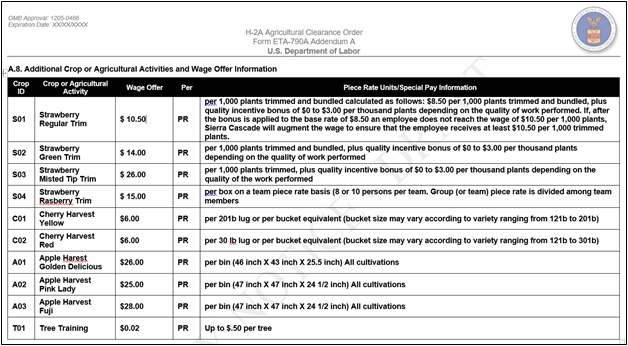 OMB Approval: 1205-0466
Expiration Date: XX/XX/XXXX
H-2A Agricultural Clearance Order
Form ETA-790A Addendum A
U.S. Department of Labor
A.8. Additional Crop or Agricultural Activities and Wage Offer Information
Crop ID Crop or Agricultural Activity Wage Offer Per Piece Rate Units/Special Pay Information
S01 Strawberry Regular Trim $ 10.50 PR per 1,000 plants trimmed and bundled calculated as follows: $8.50 per 1,000 plants trimmed and bundled, plus
quality incentive bonus of $0 to $3.00 per thousand plants depending on the quality of work performed. If, after
the bonus is applied to the base rate of $8.50 an employee does not reach the wage of $10.50 per 1,000 plants,
Sierra Cascade will augment the wage to ensure that the employee receives at least $10.50 per 1,000 trimmed
plants.
S02 Strawberry Green Trim $ 14.00 PR per 1,000 plants trimmed and bundled, plus quality incentive bonus of $0 to $3.00 per thousand plants
depending on the quality of work performed
S03 Strawberry Misted Tip Trim $ 26.00 PR per 1,000 plants trimmed, plus quality incentive bonus of $0 to $3.00 per thousand plants depending on the
quality of the work performed
S04 Strawberry Rasberry Trim $ 15.00 PR per box on a team piece rate basis (8 or 10 persons per team. Group (or team) piece rate is divided among team
members
C01 Cherry Harvest Yellow $6.00 PR per 201b lug or per bucket equivalent (bucket size may vary according to variety ranging from 121b to 201b)
C02 Cherry Harvest Red $6.00 PR per 30 lb lug or per bucket equivalent (bucket size may vary according to variety ranging from 121b to 301b)
A01 Apple Harest Golden Delicious $26.00 PR per bin (46 inch X 43 inch X 25.5 inch) All cultivations
A02 Apple Harvest Pink Lady $25.00 PR per bin (47 inch X 47 inch X 24 1/2 inch) All cultivations
A03 Apple Harvest Fuji $28.00 PR per bin (47 inch X 47 inch X 24 1/2 inch) All cultivations
T01 Tree Training $0.02 PR Up to $.50 per tree